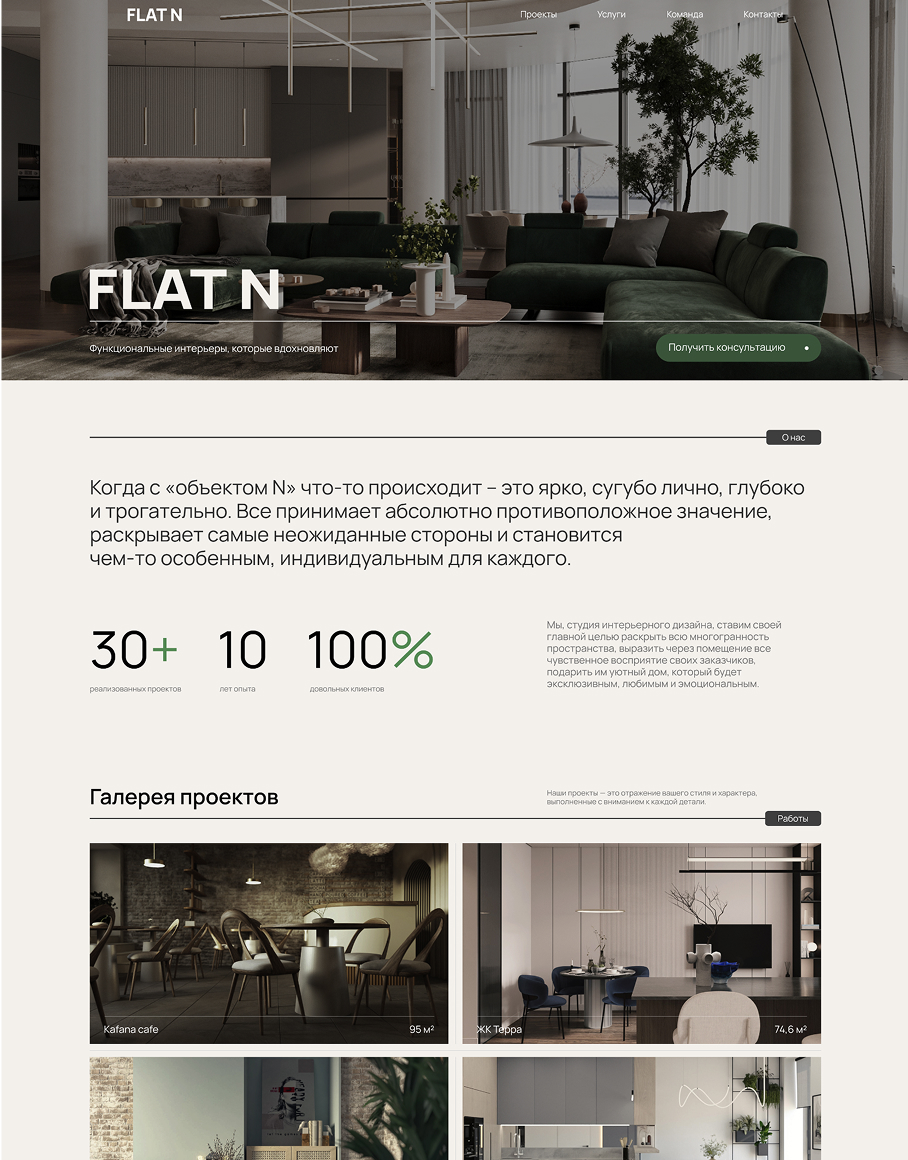 FLAT N
Проекты
Услуги
Команда
Контакты
FLAT N
Функциональные интерьеры, которые вдохновляют
Получить консультацию
О нас
Когда с «объектом N» что-то происходит – это ярко, сугубо лично, глубоко
и трогательно. Все принимает абсолютно противоположное значение,
раскрывает самые неожиданные стороны и становится
чем-то особенным, индивидуальным для каждого.
30+
реализованных проектов
10
лет опыта
100%
довольных клиентов
Мы, студия интерьерного дизайна, ставим своей
главной целью раскрыть всю многогранность
пространства, выразить через помещение все
чувственное восприятие своих заказчиков,
подарить им уютный дом, который будет
эксклюзивным, любимым и эмоциональным.
Галерея проектов
Наши проекты — это отражение вашего стиля и характера,
выполненные с вниманием к каждой детали.
Работы
Kafana cafe
95 м²
ЖК Терра
74,6 м²